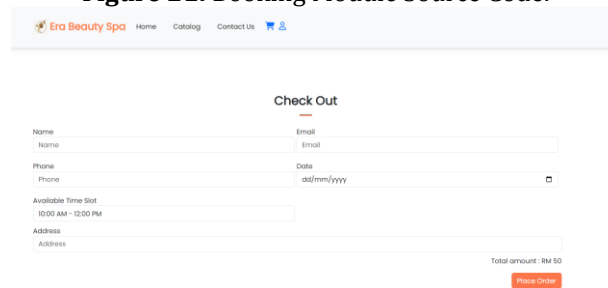 Figure 21: Booking Module Source Code.
Era Beauty Spa Home Catalog Contact Us
Check Out
Name Email
Name Email
Phone Date
Phone dd/mm/yyyy
Available Time Slot
10:00 AM - 12:00 PM
Address
Address
Total amount : RM 50
Place Order